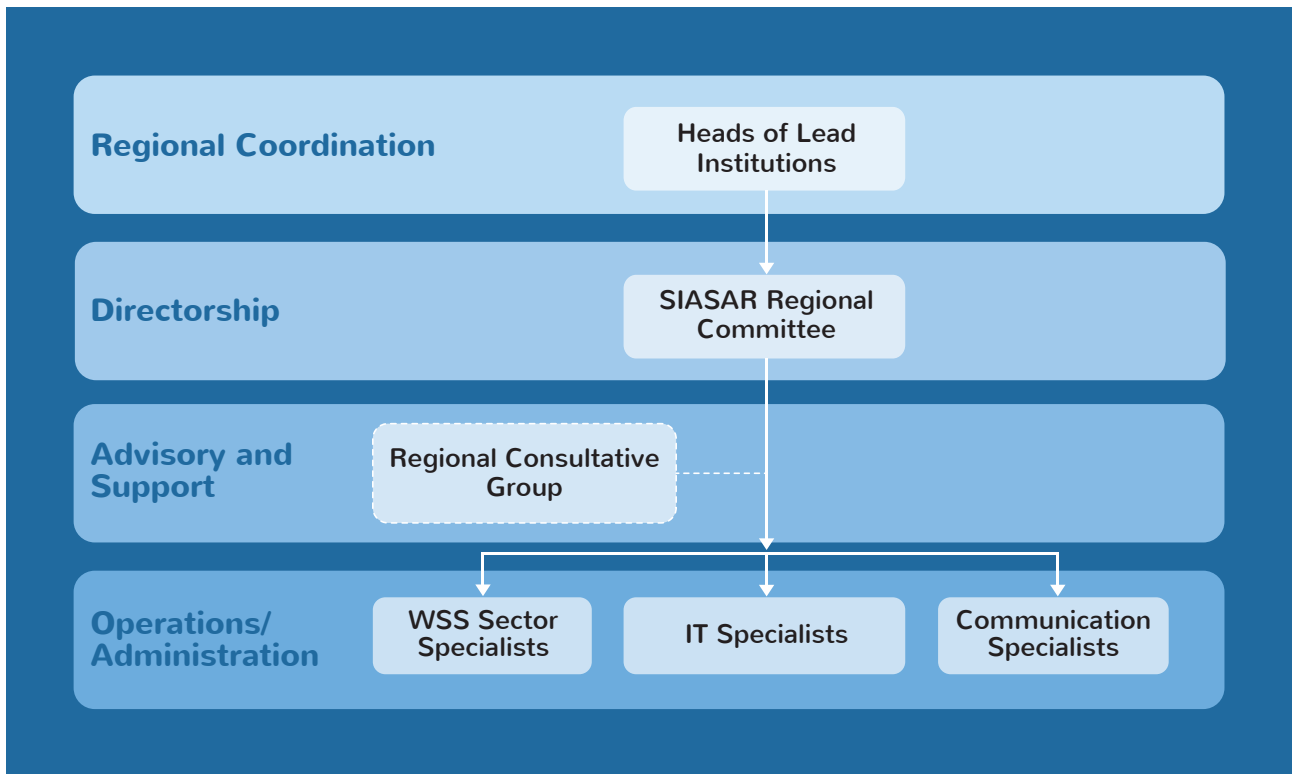 Regional Coordination
Heads of Lead
Institutions
Directorship
SIASAR Regional
Committee
Advisory and
Support
Regional Consultative
Group
Operations/
Administration
WSS Sector
Specialists
IT Specialists
Communication
Specialists